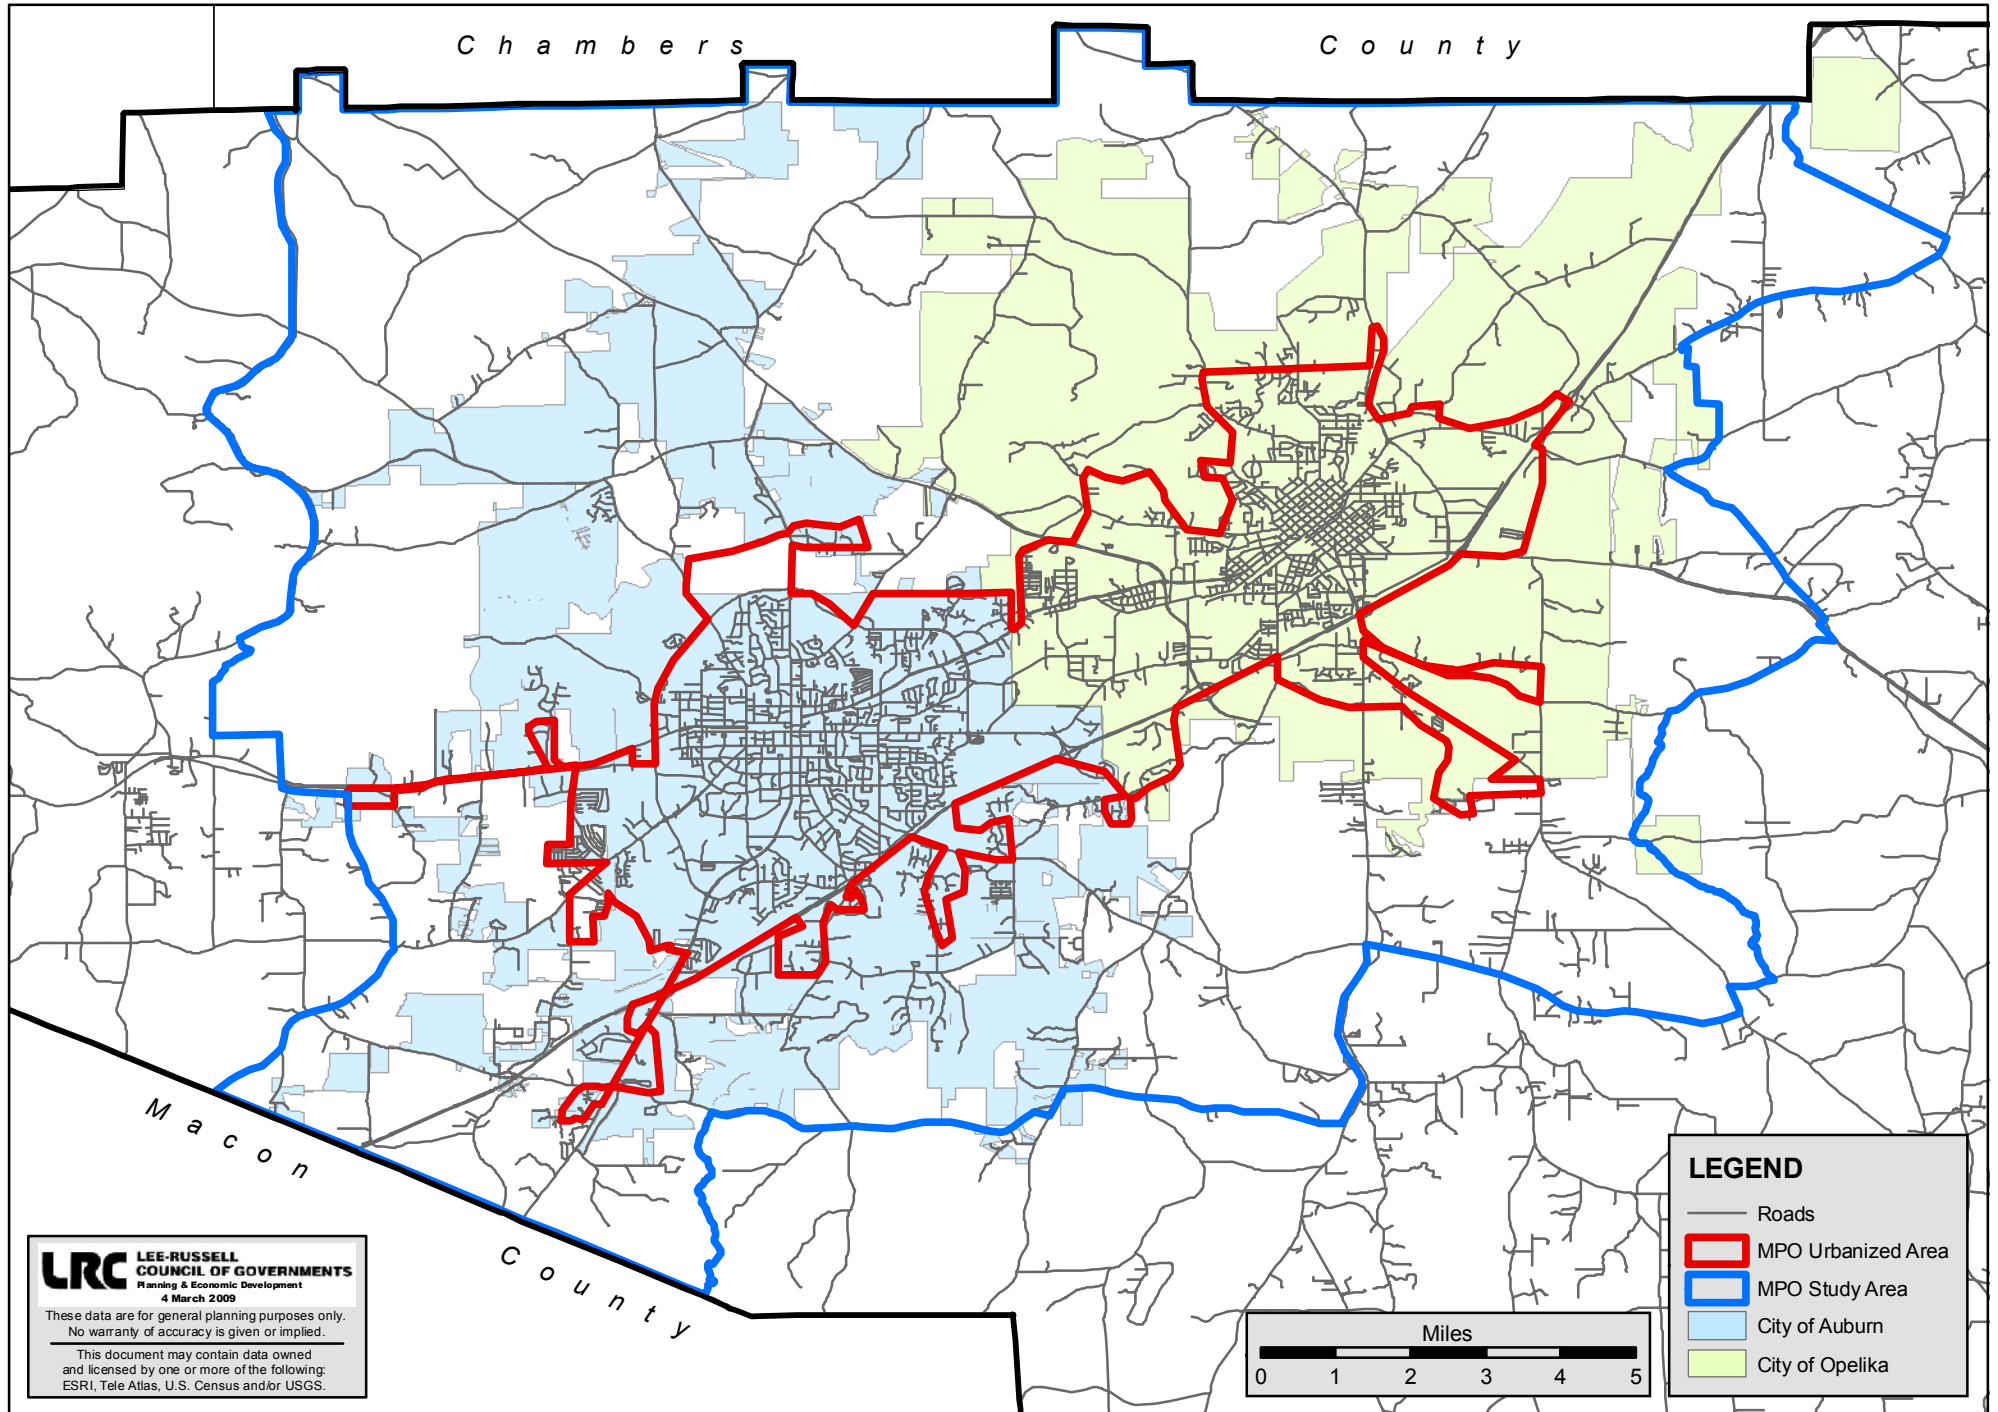 Chambers County
Macon
County
LRC LEE-RUSSELL
COUNCIL OF GOVERNMENTS
Planning & Economic Development
4 March 2009
These data are for general planning purposes only.
No warranty of accuracy is given or implied.
This document may contain data owned
and licensed by one or more of the following:
ESRI, Tele Atlas, U.S. Census and/or USGS.
Miles
0 1 2 3 4 5
LEGEND
Roads
MPO Urbanized Area
MPO Study Area
City of Auburn
City of Opelika